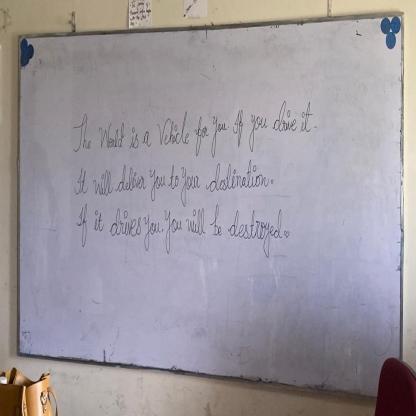 The World is a Vehicle for you If you drive it.
It will deliver you to your destination.
If it drives you. You will be destroyed.